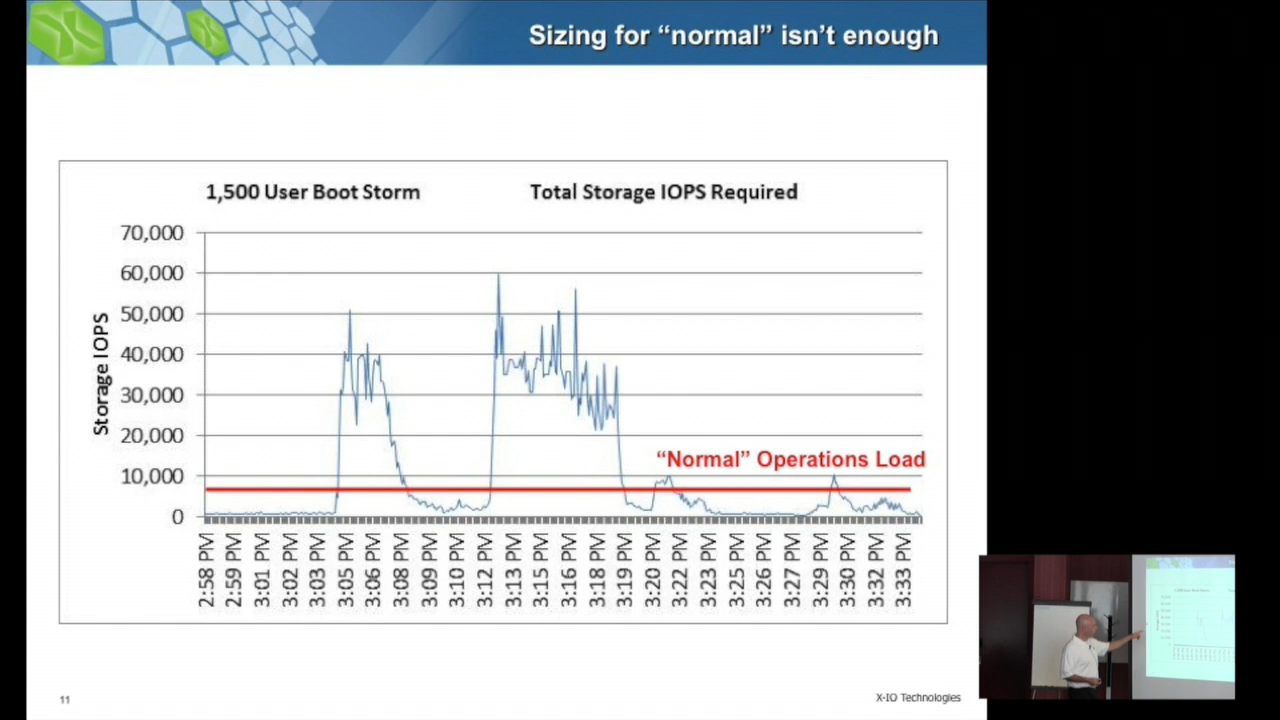 Sizing for “normal” isn’t enough
1,500 User Boot Storm
Total Storage IOPS Required
Storage IOPS
70,000
60,000
50,000
40,000
30,000
20,000
10,000
0
“Normal” Operations Load
2:58 PM
2:59 PM
3:01 PM
3:02 PM
3:03 PM
3:05 PM
3:06 PM
3:08 PM
3:09 PM
3:10 PM
3:12 PM
3:13 PM
3:15 PM
3:16 PM
3:18 PM
3:19 PM
3:20 PM
3:22 PM
3:23 PM
3:25 PM
3:26 PM
3:27 PM
3:29 PM
3:30 PM
3:32 PM
3:33 PM
11
X-IO Technologies